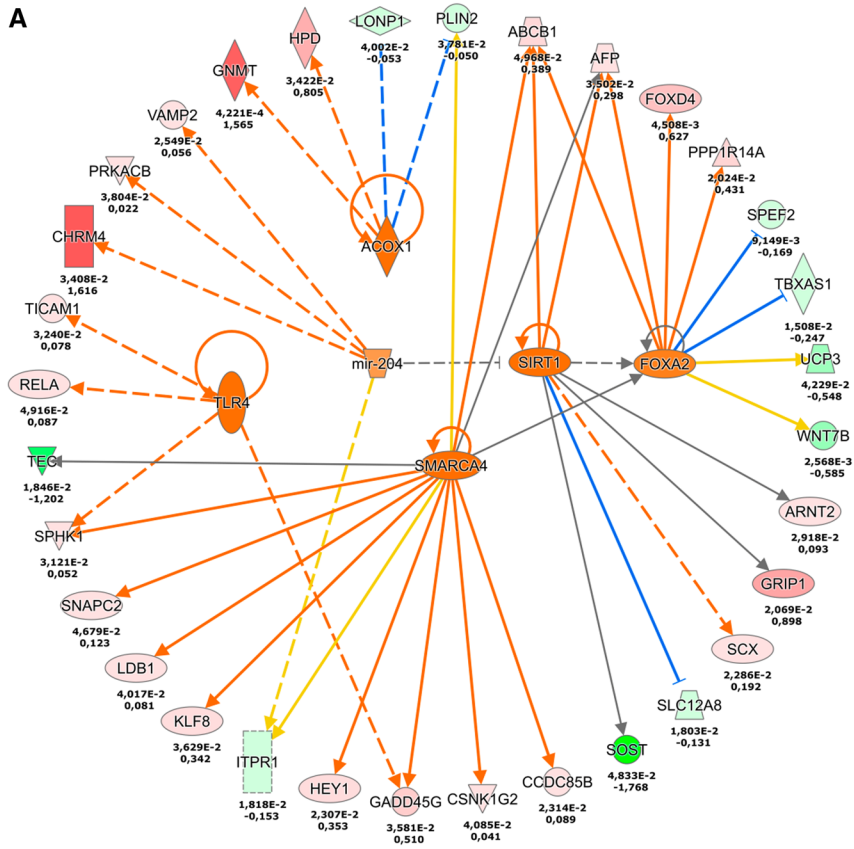 A
LONP1
4,002E-2
-0,053
PLIN2
3,781E-2
-0,050
ABCB1
4,968E-2
0,389
HPD
3,422E-2
0,805
AFP
3,502E-2
0,298
GNMT
4,221E-4
1,565
FOXD4
4,508E-3
0,627
VAMP2
2,549E-2
0,056
PPP1R14A
2,024E-2
0,431
PRKACB
3,804E-2
0,022
SPEF2
9,149E-3
-0,169
CHRM4
3,408E-2
1,616
ACOX1
TBXAS1
1,508E-2
-0,247
TICAM1
3,240E-2
0,078
mir-204
SIRT1
FOXA2
UCP3
4,229E-2
-0,548
RELA
4,916E-2
0,087
TLR4
WNT7B
2,568E-3
-0,585
TEC
1,846E-2
-1,202
SMARCA4
ARNT2
2,918E-2
0,093
SPHK1
3,121E-2
0,052
GRIP1
2,069E-2
0,898
SNAPC2
4,679E-2
0,123
SCX
2,286E-2
0,192
LDB1
4,017E-2
0,081
SLC12A8
1,803E-2
-0,131
KLF8
3,629E-2
0,342
SOST
4,833E-2
-1,768
ITPR1
1,818E-2
-0,153
HEY1
2,307E-2
0,353
GADD45G
3,581E-2
0,510
CSNK1G2
4,085E-2
0,041
CCDC85B
2,314E-2
0,089